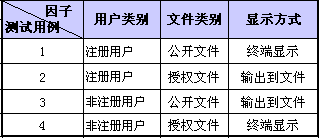 因子 用户类别 文件类别 显示方式
测试用例
1 注册用户 公开文件 终端显示
2 注册用户 授权文件 输出到文件
3 非注册用户 公开文件 输出到文件
4 非注册用户 授权文件 终端显示